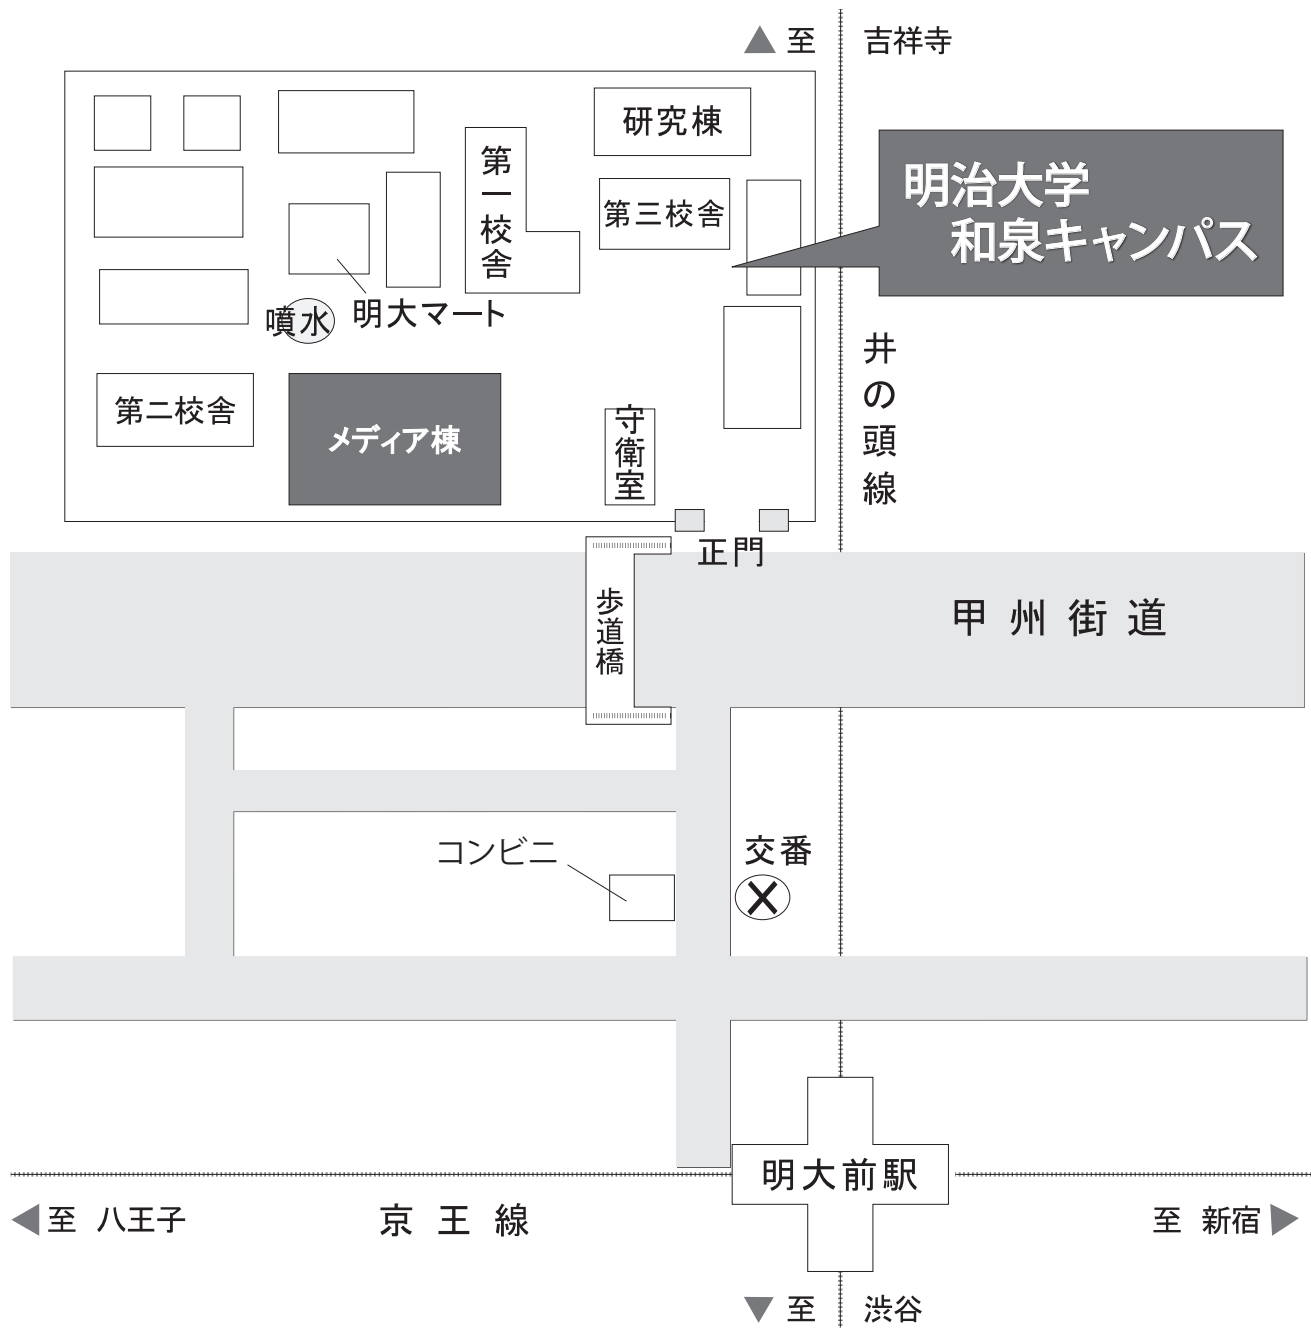 ▲ 至 吉祥寺
研究棟
第一校舎
明治大学
和泉キャンパス
第三校舎
明大マート
噴水
井の頭線
第二校舎
メディア棟
守衛室
正門
歩道橋
甲州街道
コンビニ
交番
明大前駅
◀ 至 八王子
京王線
至 新宿 ▶
▼ 至 渋谷